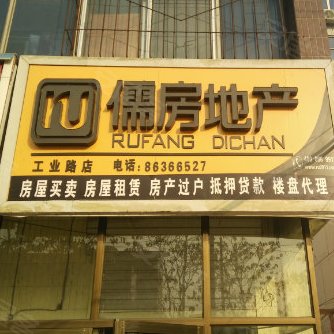 儒房地产
RUFANG DICHAN
工业路店 电话:86366527
房屋买卖 房屋租赁 房产过户 抵押贷款 楼盘代理